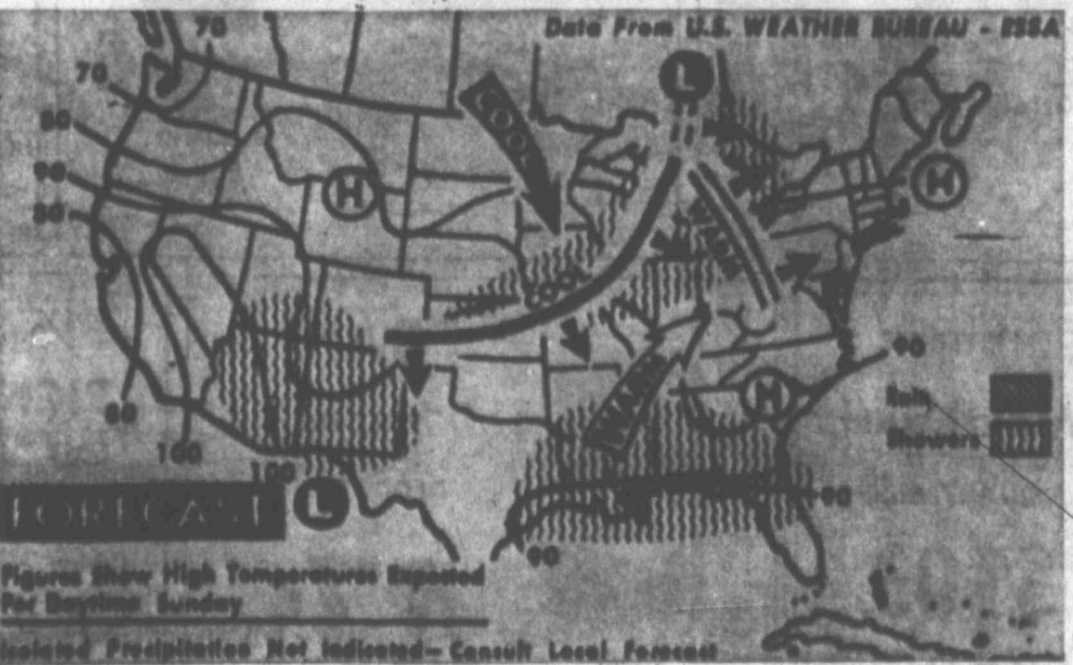 Data From U.S. WEATHER BUREAU - ESSA
70
70
80
90
80
L
COOL
H
H
WARM
COOL
WARM
H
90
Rain
Showers
80
100
100
L
90
90
FORECAST
Figures Show High Temperatures Expected
For Daytime Sunday
Isolated Precipitation Not Indicated—Consult Local Forecast